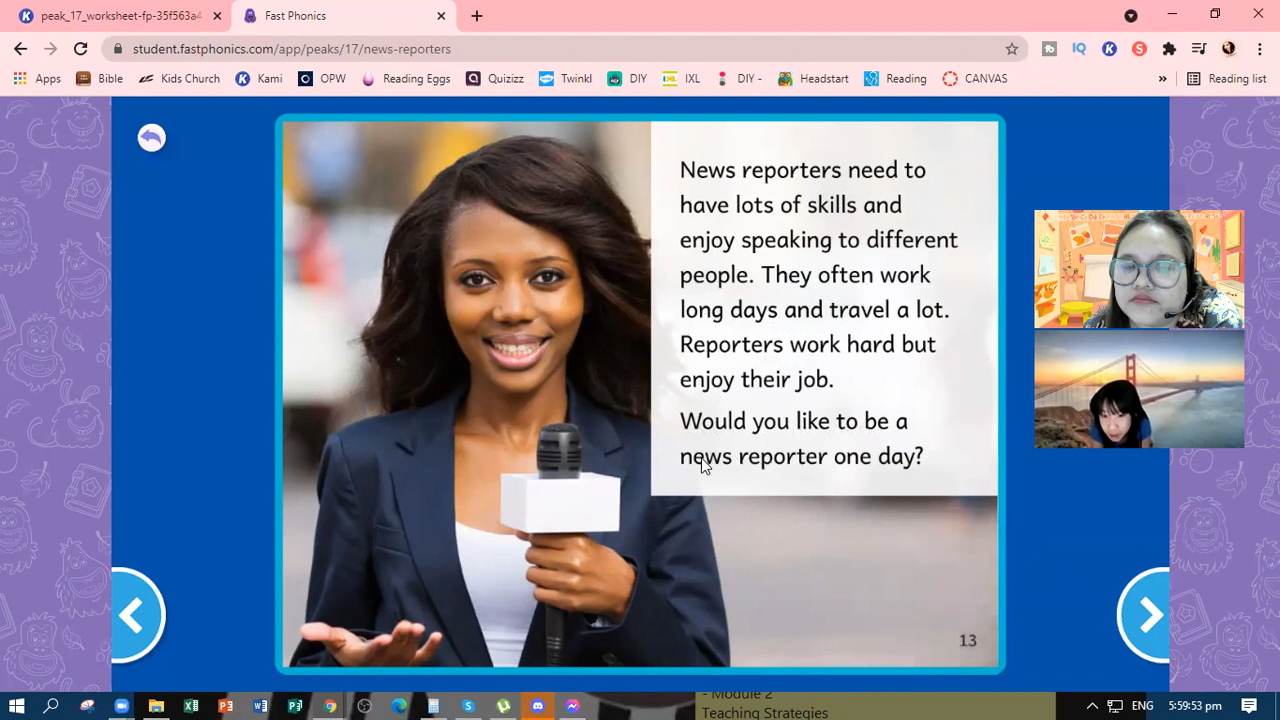 peak_17_worksheet-fp-35f563a4
Fast Phonics
student.fastphonics.com/app/peaks/17/news-reporters
IQ
Apps
Bible
Kids Church
Kami
OPW
Reading Eggs
Quizizz
Twinkl
DIY
IXL
DIY -
Headstart
Reading
CANVAS
»
Reading list
News reporters need to
have lots of skills and
enjoy speaking to different
people. They often work
long days and travel a lot.
Reporters work hard but
enjoy their job.
Would you like to be a
news reporter one day?
13
- Module 2
Teaching Strategies
ENG
5:59:53 pm